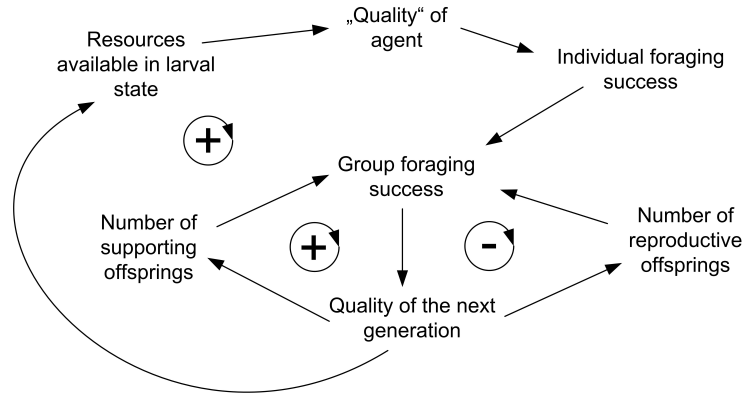 „Quality“ of
agent
Resources
available in larval
state
Individual foraging
success
+
Group foraging
success
Number of
supporting
offsprings
+
-
Number of
reproductive
offsprings
Quality of the next
generation